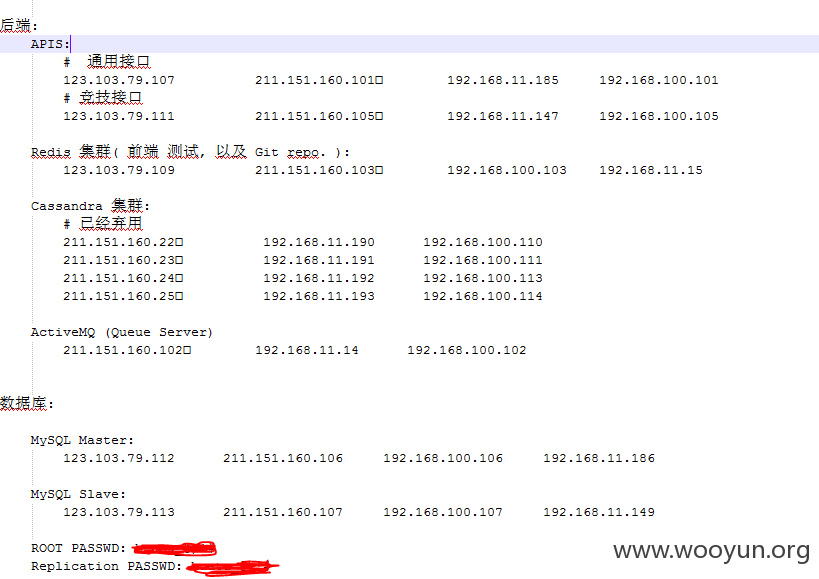 后端:
APIS:
# 通用接口
123.103.79.107 211.151.160.101□ 192.168.11.185 192.168.100.101
# 竞技接口
123.103.79.111 211.151.160.105□ 192.168.11.147 192.168.100.105
Redis 集群( 前端 测试, 以及 Git repo. ):
123.103.79.109 211.151.160.103□ 192.168.100.103 192.168.11.15
Cassandra 集群:
# 已经弃用
211.151.160.22□ 192.168.11.190 192.168.100.110
211.151.160.23□ 192.168.11.191 192.168.100.111
211.151.160.24□ 192.168.11.192 192.168.100.113
211.151.160.25□ 192.168.11.193 192.168.100.114
ActiveMQ (Queue Server)
211.151.160.102□ 192.168.11.14 192.168.100.102
数据库:
MySQL Master:
123.103.79.112 211.151.160.106 192.168.100.106 192.168.11.186
MySQL Slave:
123.103.79.113 211.151.160.107 192.168.100.107 192.168.11.149
ROOT PASSWD:
Replication PASSWD:
www.wooyun.org